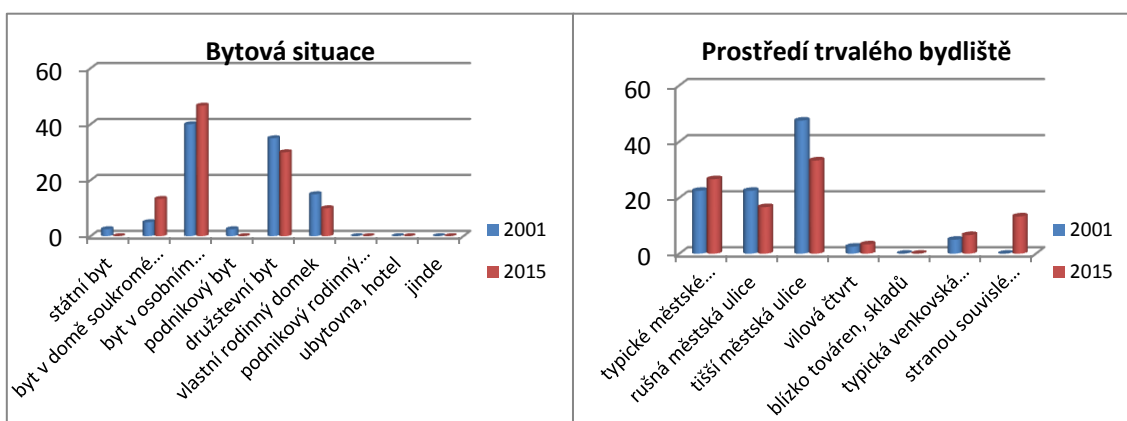 Bytová situace
60
40
20
0
státní byt
byt v domě soukromé…
byt v osobním…
podnikový byt
družstevní byt
vlastní rodinný domek
podnikový rodinný…
ubytovna, hotel
jinde
2001
2015
Prostředí trvalého bydliště
60
40
20
0
typické městské…
rušná městská ulice
tišší městská ulice
vilová čtvrt
blízko továren, skladů
typická venkovská…
stranou souvislé…
2001
2015